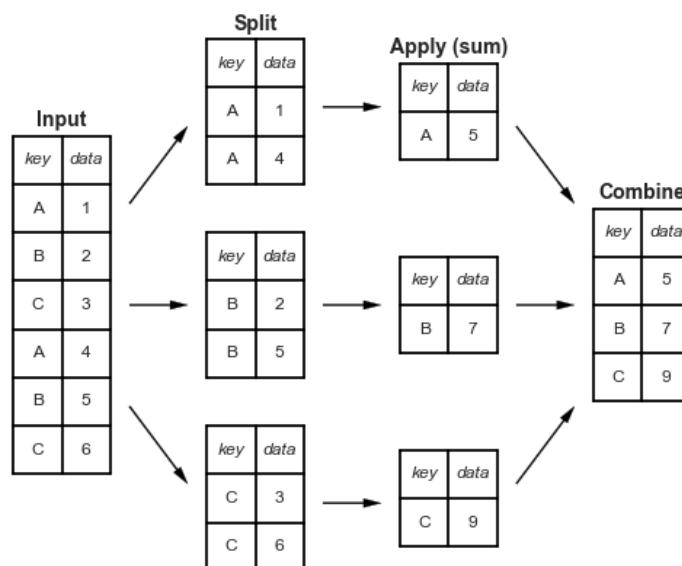 Input
key data
A 1
B 2
C 3
A 4
B 5
C 6
Split
key data
A 1
A 4
key data
B 2
B 5
key data
C 3
C 6
Apply (sum)
key data
A 5
key data
B 7
key data
C 9
Combine
key data
A 5
B 7
C 9